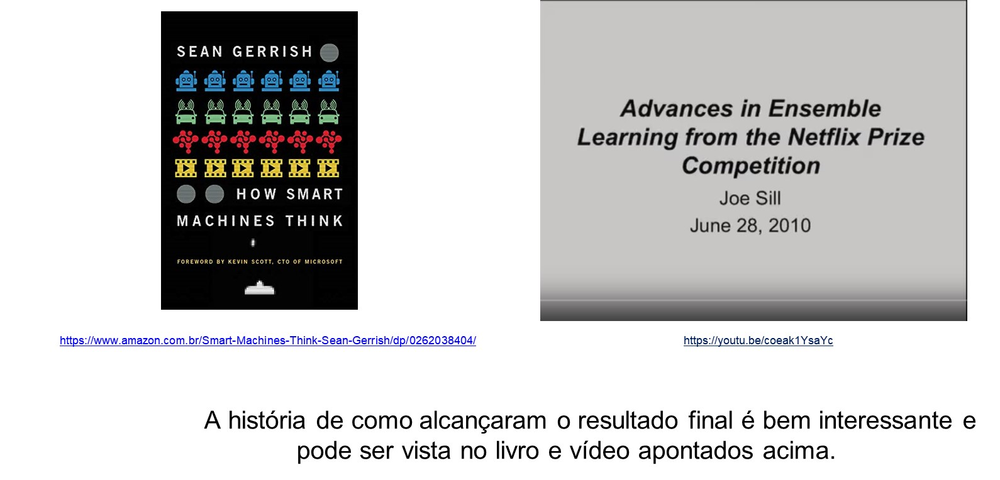 SEAN GERRISH
HOW SMART
MACHINES THINK
FOREWORD BY KEVIN SCOTT, CTO OF MICROSOFT
https://www.amazon.com.br/Smart-Machines-Think-Sean-Gerrish/dp/0262038404/
Advances in Ensemble
Learning from the Netflix Prize
Competition
Joe Sill
June 28, 2010
https://youtu.be/coeak1YsaYc
A história de como alcançaram o resultado final é bem interessante e
pode ser vista no livro e vídeo apontados acima.